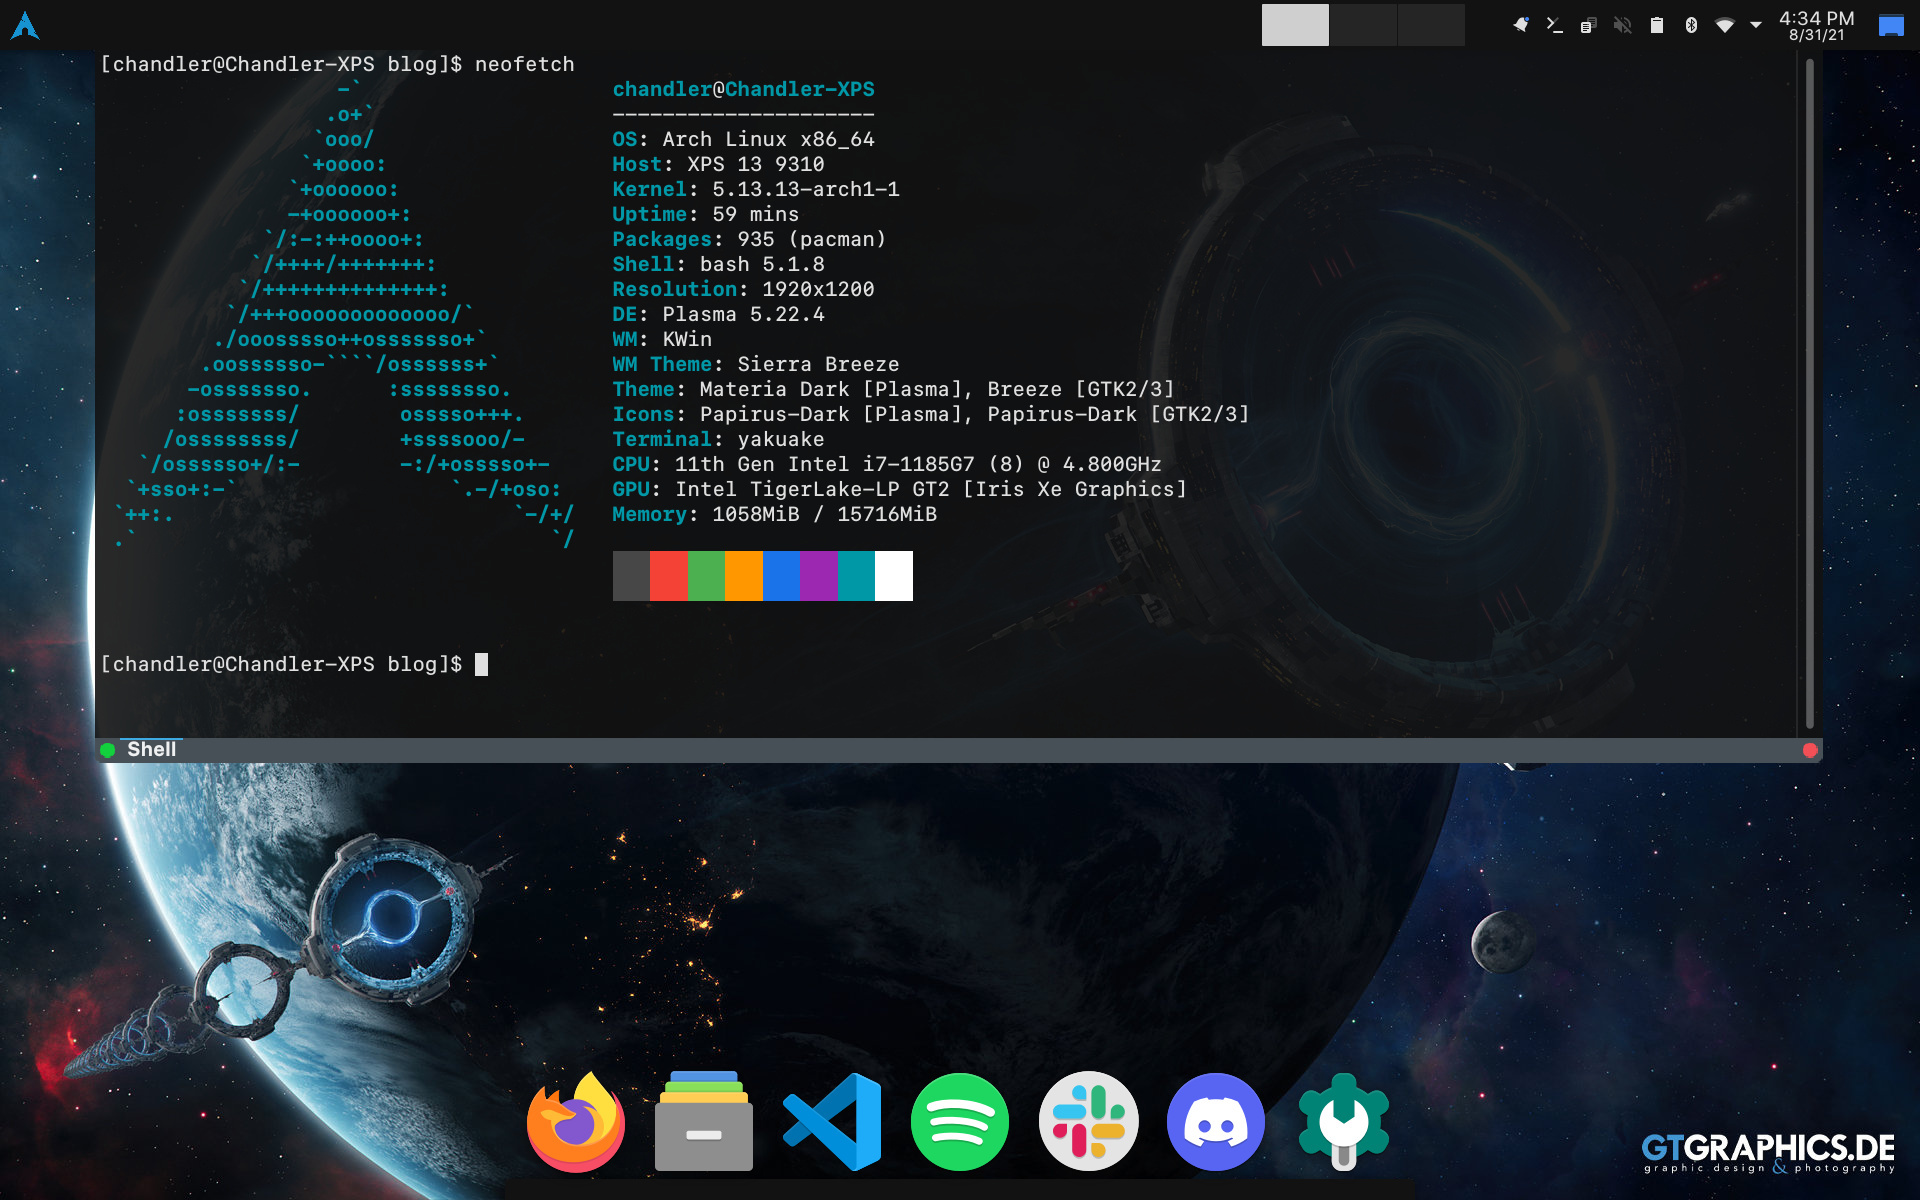 4:34 PM
8/31/21
[chandler@Chandler-XPS blog]$ neofetch
-`
.o+`
`ooo/
`+oooo:
`+oooooo:
-+oooooo+:
`/:-:++oooo+:
`/++++/+++++++:
`/++++++++++++++:
`/+++ooooooooooooo/`
./ooosssso++osssssso+`
.oossssso-````/ossssss+`
-osssssso. :ssssssso.
:osssssss/ osssso+++.
/ossssssss/ +ssssooo/-
`/ossssso+/:- -:/+osssso+-
`+sso+:-` `.-/+oso:
`++:. `-/+/
.` `/
chandler@Chandler-XPS
---------------------
OS: Arch Linux x86_64
Host: XPS 13 9310
Kernel: 5.13.13-arch1-1
Uptime: 59 mins
Packages: 935 (pacman)
Shell: bash 5.1.8
Resolution: 1920x1200
DE: Plasma 5.22.4
WM: KWin
WM Theme: Sierra Breeze
Theme: Materia Dark [Plasma], Breeze [GTK2/3]
Icons: Papirus-Dark [Plasma], Papirus-Dark [GTK2/3]
Terminal: yakuake
CPU: 11th Gen Intel i7-1185G7 (8) @ 4.800GHz
GPU: Intel TigerLake-LP GT2 [Iris Xe Graphics]
Memory: 1058MiB / 15716MiB
[chandler@Chandler-XPS blog]$
Shell
GTGRAPHICS.DE
graphic design & photography